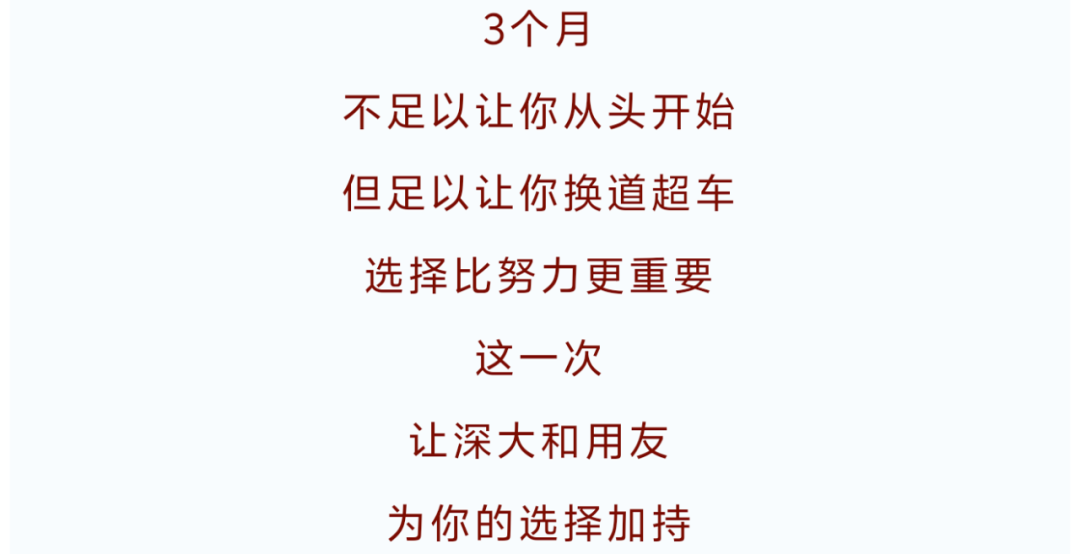 3个月
不足以让你从头开始
但足以让你换道超车
选择比努力更重要
这一次
让深大和用友
为你的选择加持